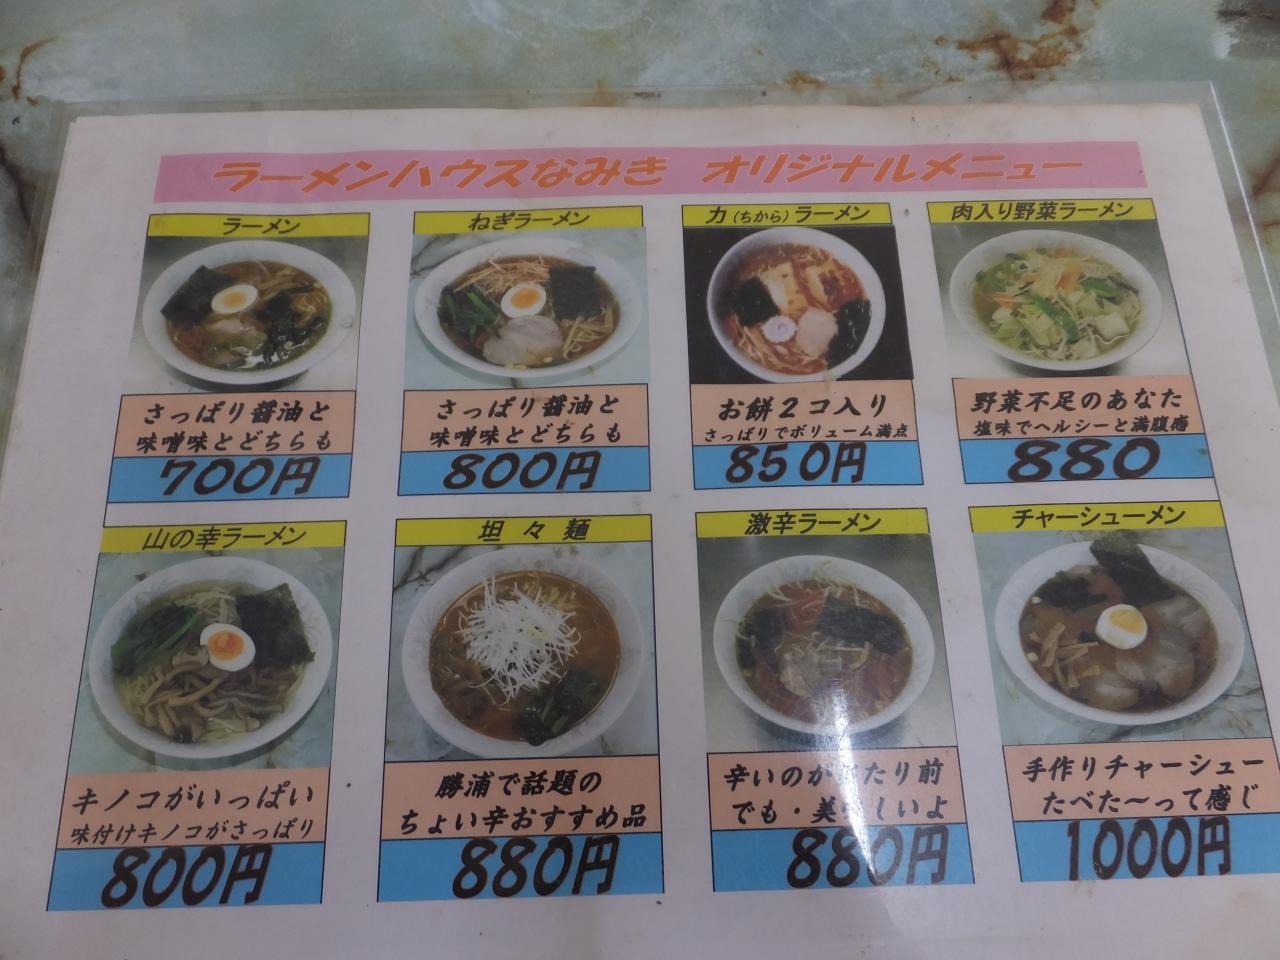 ラーメンハウスなみき オリジナルメニュー
ラーメン
さっぱり醤油と
味噌味とどちらも
700円
ねぎラーメン
さっぱり醤油と
味噌味とどちらも
800円
力(ちから)ラーメン
お餅2コ入り
さっぱりでボリューム満点
850円
肉入り野菜ラーメン
野菜不足のあなた
塩味でヘルシーと満腹感
880
山の幸ラーメン
キノコがいっぱい
味付けキノコがさっぱり
800円
坦々麺
勝浦で話題の
ちょい辛おすすめ品
880円
激辛ラーメン
辛いのが たり前
でも・美 しいよ
880円
チャーシューメン
手作りチャーシュー
たべた〜って感じ
1000円